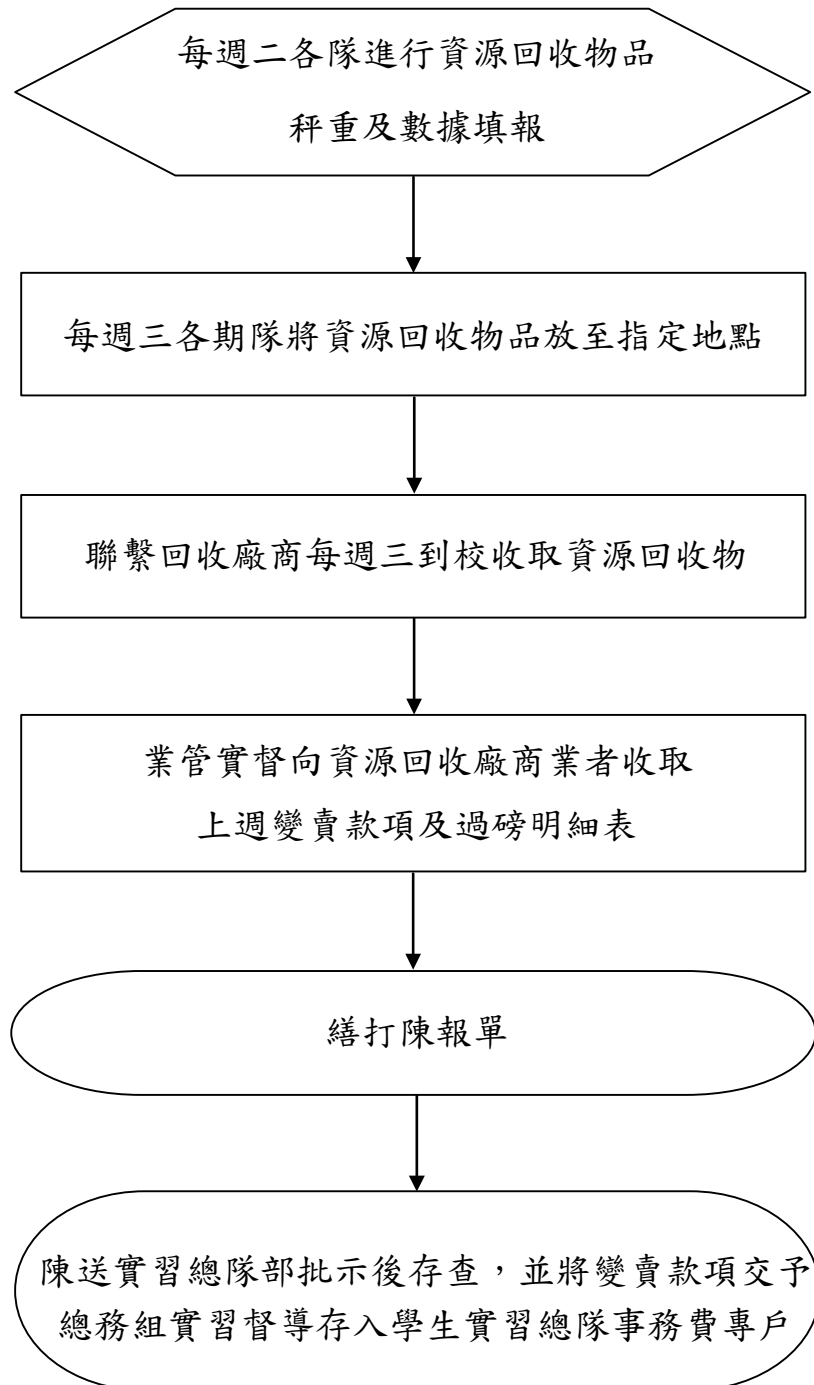 每週二各隊進行資源回收物品
秤重及數據填報
每週三各期隊將資源回收物品放至指定地點
聯繫回收廠商每週三到校收取資源回收物
業管實督向資源回收廠商業者收取
上週變賣款項及過磅明細表
繕打陳報單
陳送實習總隊部批示後存查，並將變賣款項交予
總務組實習督導存入學生實習總隊事務費專戶